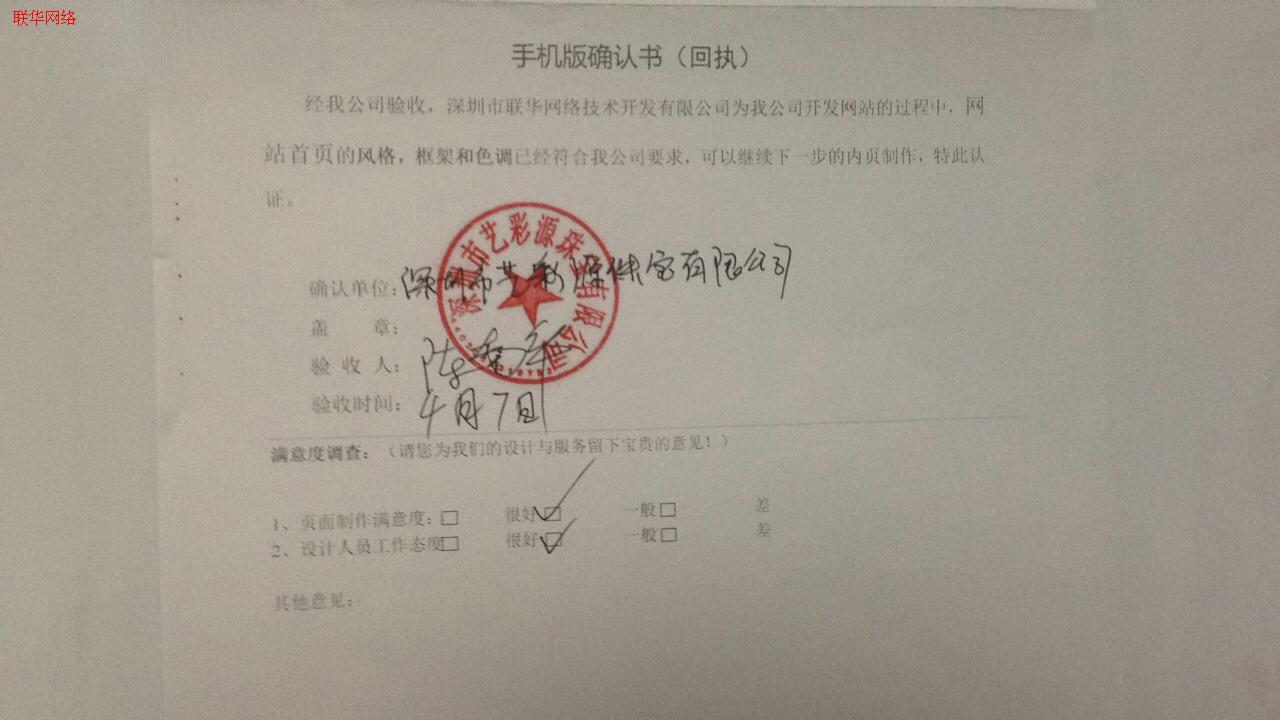 联华网络
手机版确认书（回执）
经我公司验收，深圳市联华网络技术开发有限公司为我公司开发网站的过程中，网
站首页的风格，框架和色调已经符合我公司要求，可以继续下一步的内页制作，特此认
证。
深圳市艺彩源珠宝有限公司
确认单位：深圳市艺彩源珠宝有限公司
盖 章：
验 收 人：陈
验收时间：4月7日
满意度调查：（请您为我们的设计与服务留下宝贵的意见！）
1、页面制作满意度：□ 很好□ 一般□ 差
2、设计人员工作态度□ 很好□ 一般□ 差
其他意见：